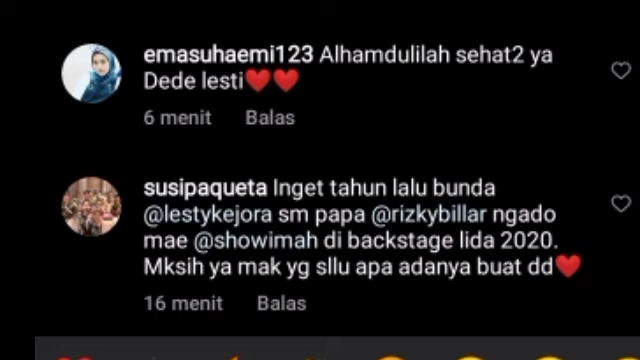 emasuhaemi123 Alhamdulilah sehat2 ya
Dede lesti❤️❤️
6 menit Balas
susipaqueta Inget tahun lalu bunda
@lestykejora sm papa @rizkybillar ngado
mae @showimah di backstage lida 2020.
Mksih ya mak yg sllu apa adanya buat dd❤️
16 menit Balas